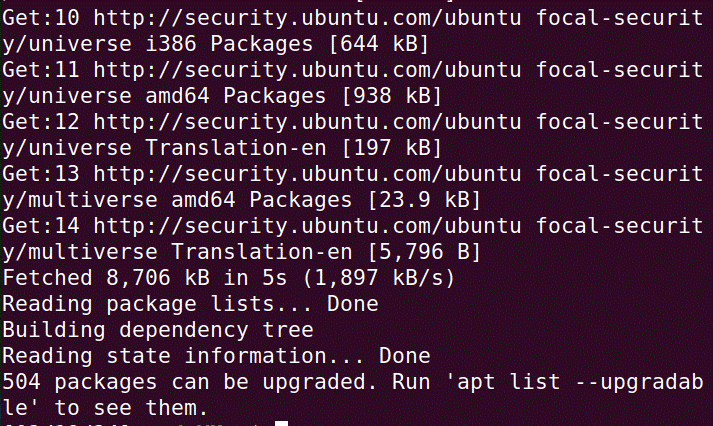 Get:10 http://security.ubuntu.com/ubuntu focal-securit
y/universe i386 Packages [644 kB]
Get:11 http://security.ubuntu.com/ubuntu focal-securit
y/universe amd64 Packages [938 kB]
Get:12 http://security.ubuntu.com/ubuntu focal-securit
y/universe Translation-en [197 kB]
Get:13 http://security.ubuntu.com/ubuntu focal-securit
y/multiverse amd64 Packages [23.9 kB]
Get:14 http://security.ubuntu.com/ubuntu focal-securit
y/multiverse Translation-en [5,796 B]
Fetched 8,706 kB in 5s (1,897 kB/s)
Reading package lists... Done
Building dependency tree
Reading state information... Done
504 packages can be upgraded. Run 'apt list --upgradab
le' to see them.